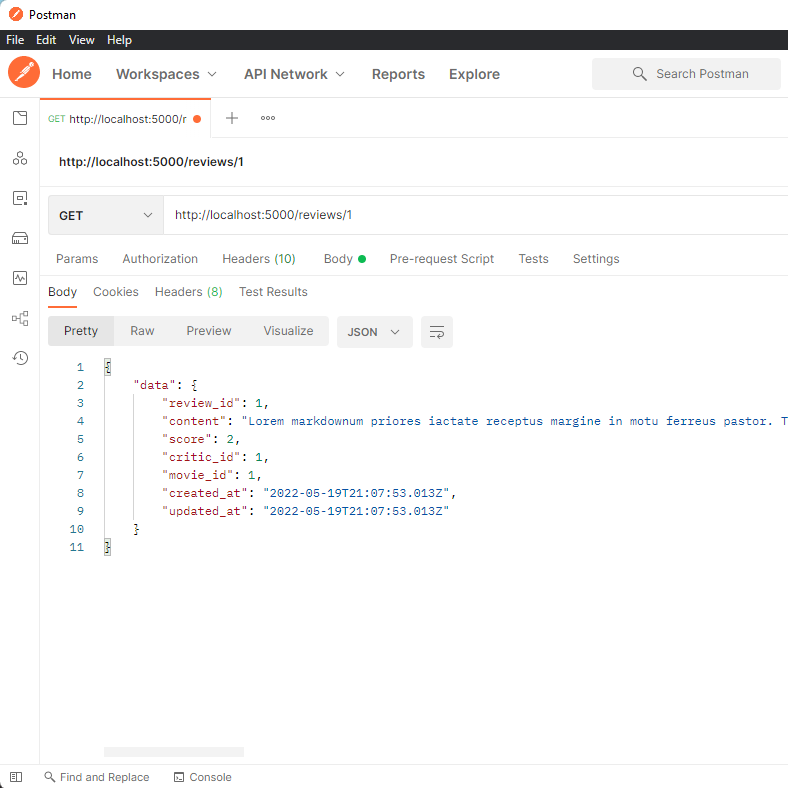 Postman
File Edit View Help
Home Workspaces API Network Reports Explore Search Postman
GET http://localhost:5000/r
http://localhost:5000/reviews/1
GET http://localhost:5000/reviews/1
Params Authorization Headers (10) Body Pre-request Script Tests Settings
Body Cookies Headers (8) Test Results
Pretty Raw Preview Visualize JSON
1 {
2 "data": {
3 "review_id": 1,
4 "content": "Lorem markdownum priores iactate receptus margine in motu ferreus pastor. T
5 "score": 2,
6 "critic_id": 1,
7 "movie_id": 1,
8 "created_at": "2022-05-19T21:07:53.013Z",
9 "updated_at": "2022-05-19T21:07:53.013Z"
10 }
11 }
Find and Replace Console